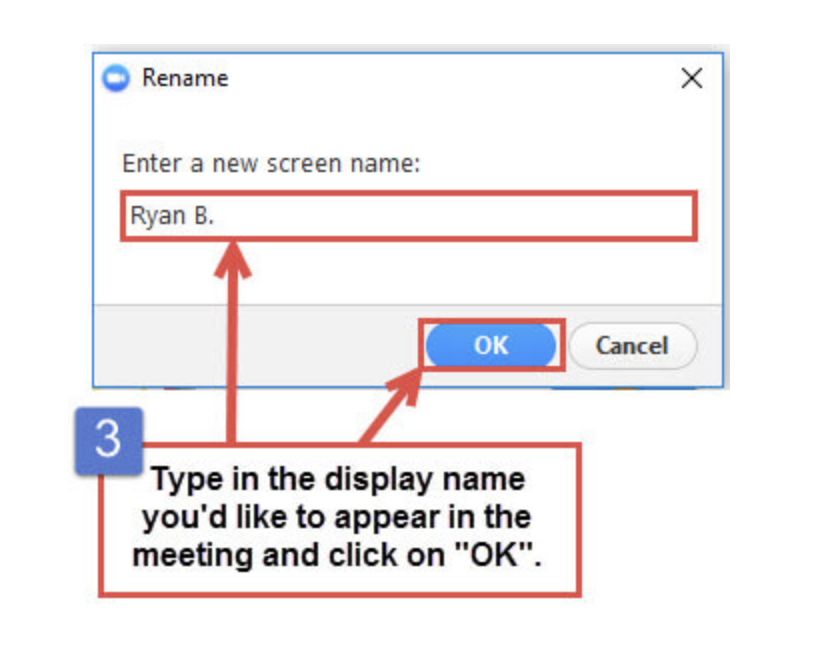 Rename
Enter a new screen name:
Ryan B.
OK Cancel
3
Type in the display name
you'd like to appear in the
meeting and click on "OK".